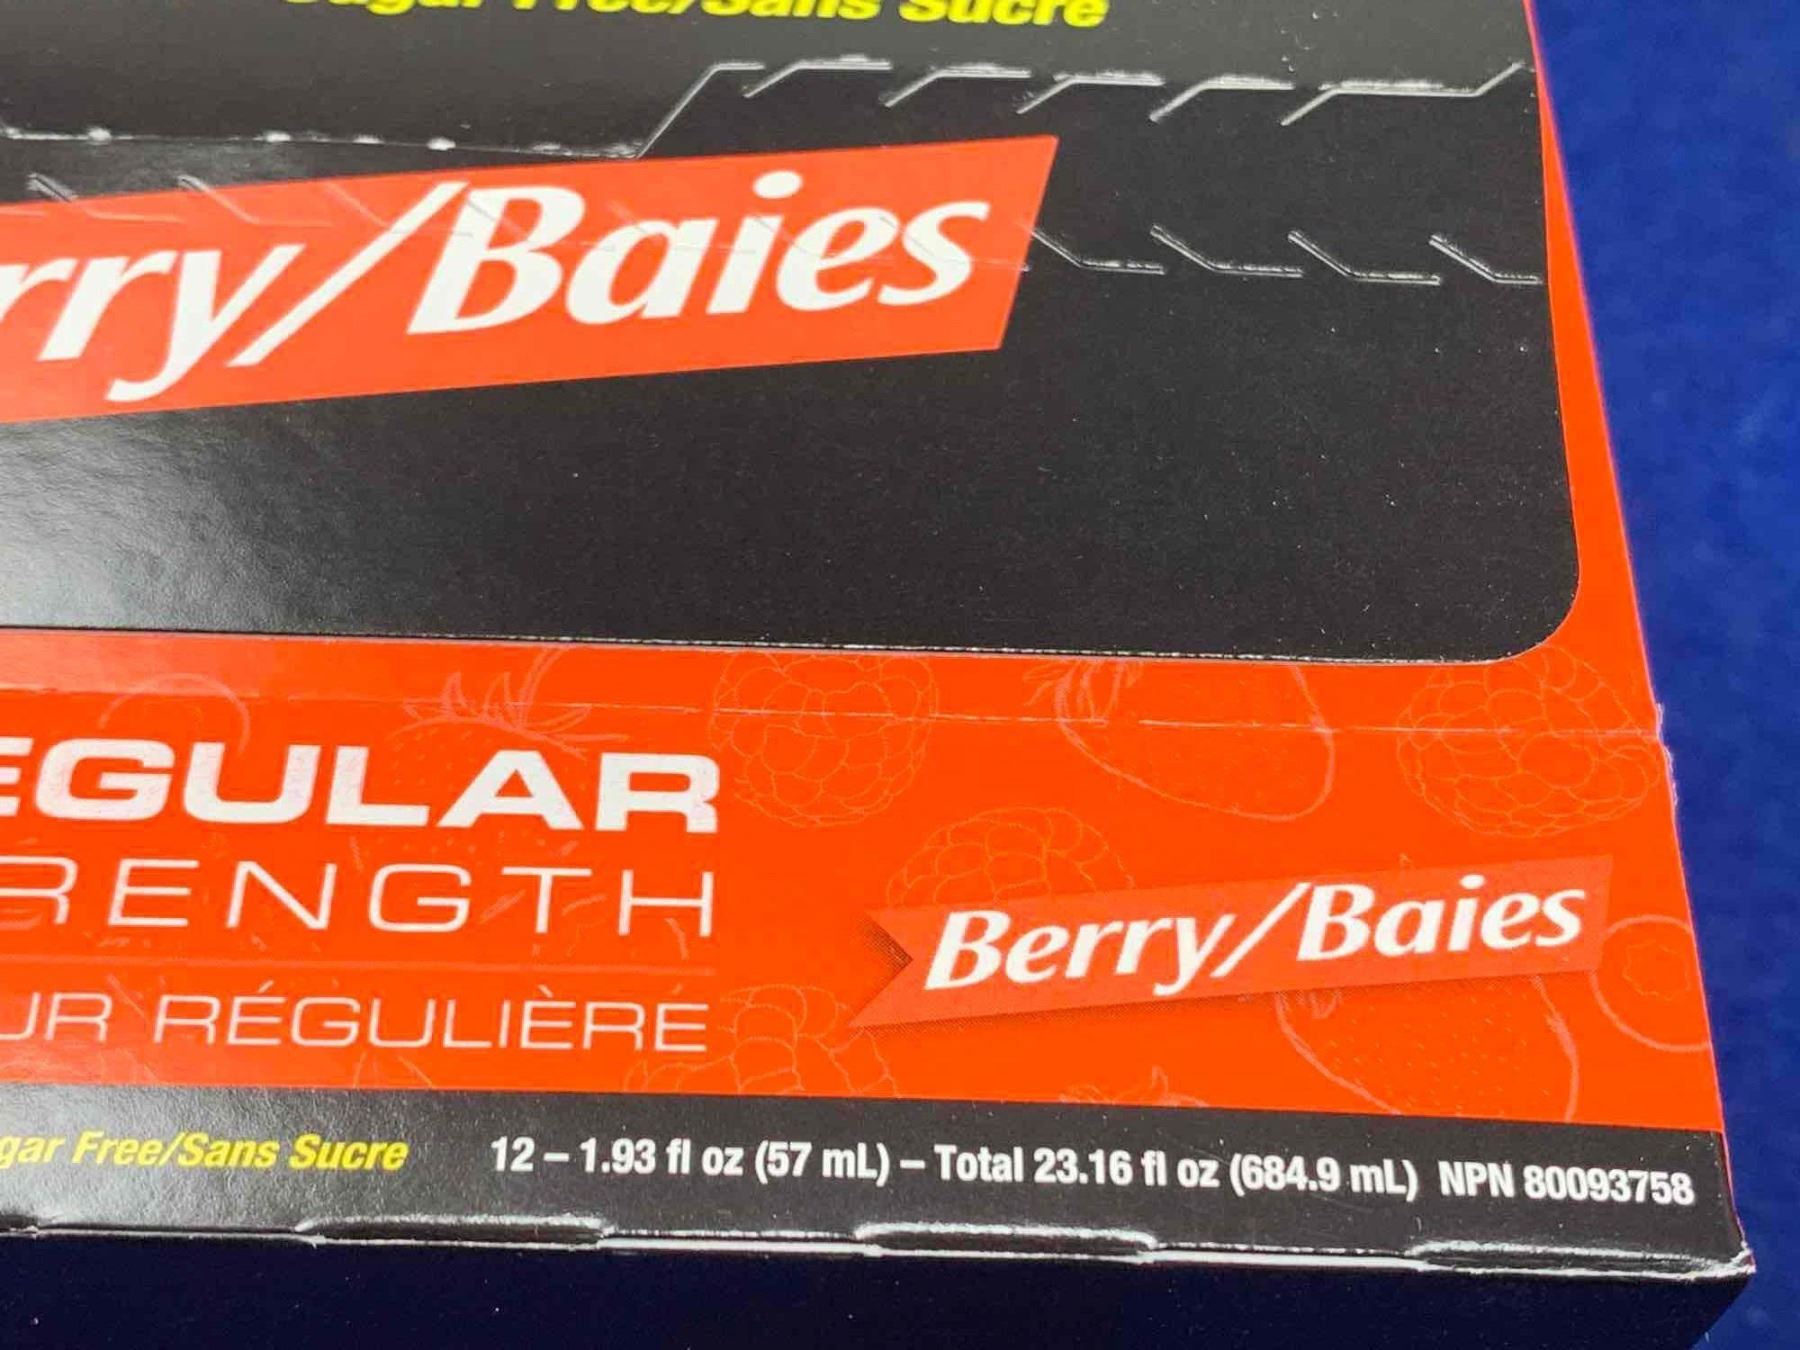 Sugar Free/Sans Sucre
rry/Baies
EGULAR
RENGTH
UR RÉGULIÈRE
Berry/Baies
gar Free/Sans Sucre 12 – 1.93 fl oz (57 mL) – Total 23.16 fl oz (684.9 mL) NPN 80093758